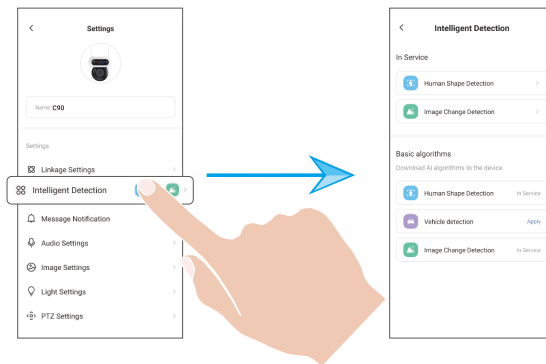 Settings
Name C90
Settings
Linkage Settings
Intelligent Detection
Message Notification
Audio Settings
Image Settings
Light Settings
PTZ Settings
Intelligent Detection
In Service
Human Shape Detection
Image Change Detection
Basic algorithms
Download AI algorithms to the device.
Human Shape Detection In Service
Vehicle detection Apply
Image Change Detection In Service